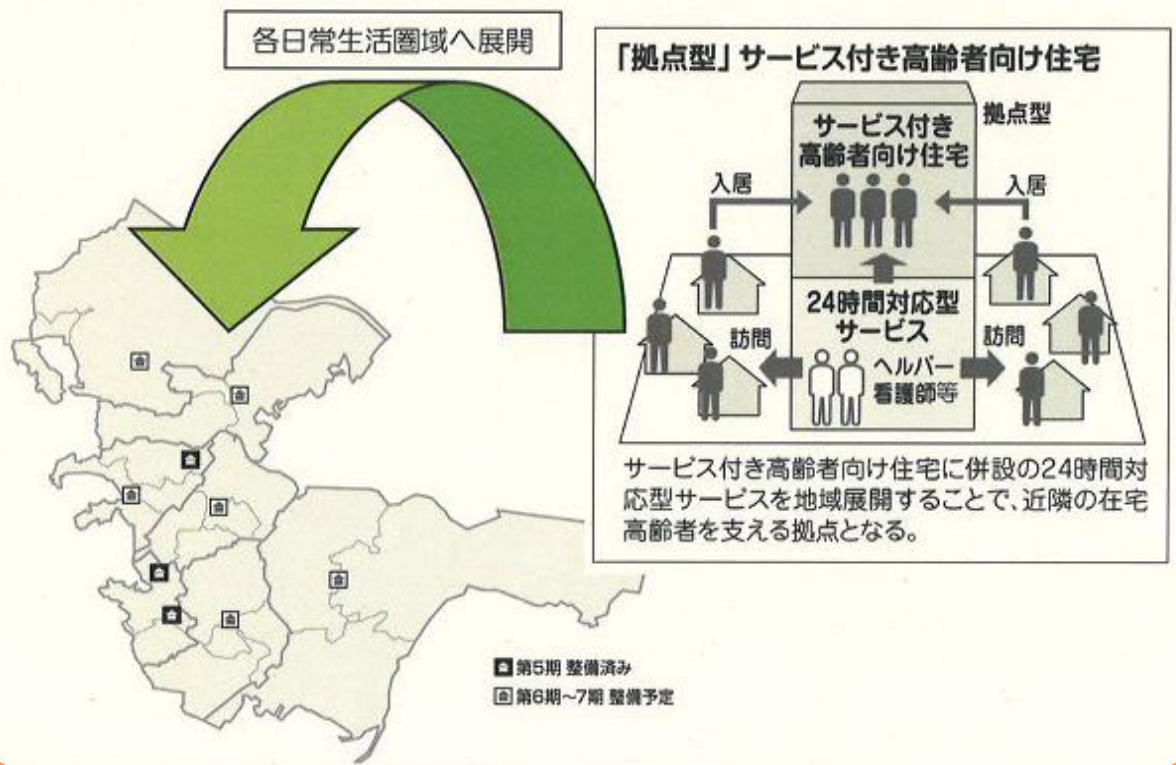 各日常生活圏域へ展開
「拠点型」サービス付き高齢者向け住宅
拠点型
サービス付き
高齢者向け住宅
入居
入居
24時間対応型
サービス
訪問
訪問
ヘルパー
看護師等
サービス付き高齢者向け住宅に併設の24時間対
応型サービスを地域展開することで、近隣の在宅
高齢者を支える拠点となる。
第5期 整備済み
第6期～7期 整備予定